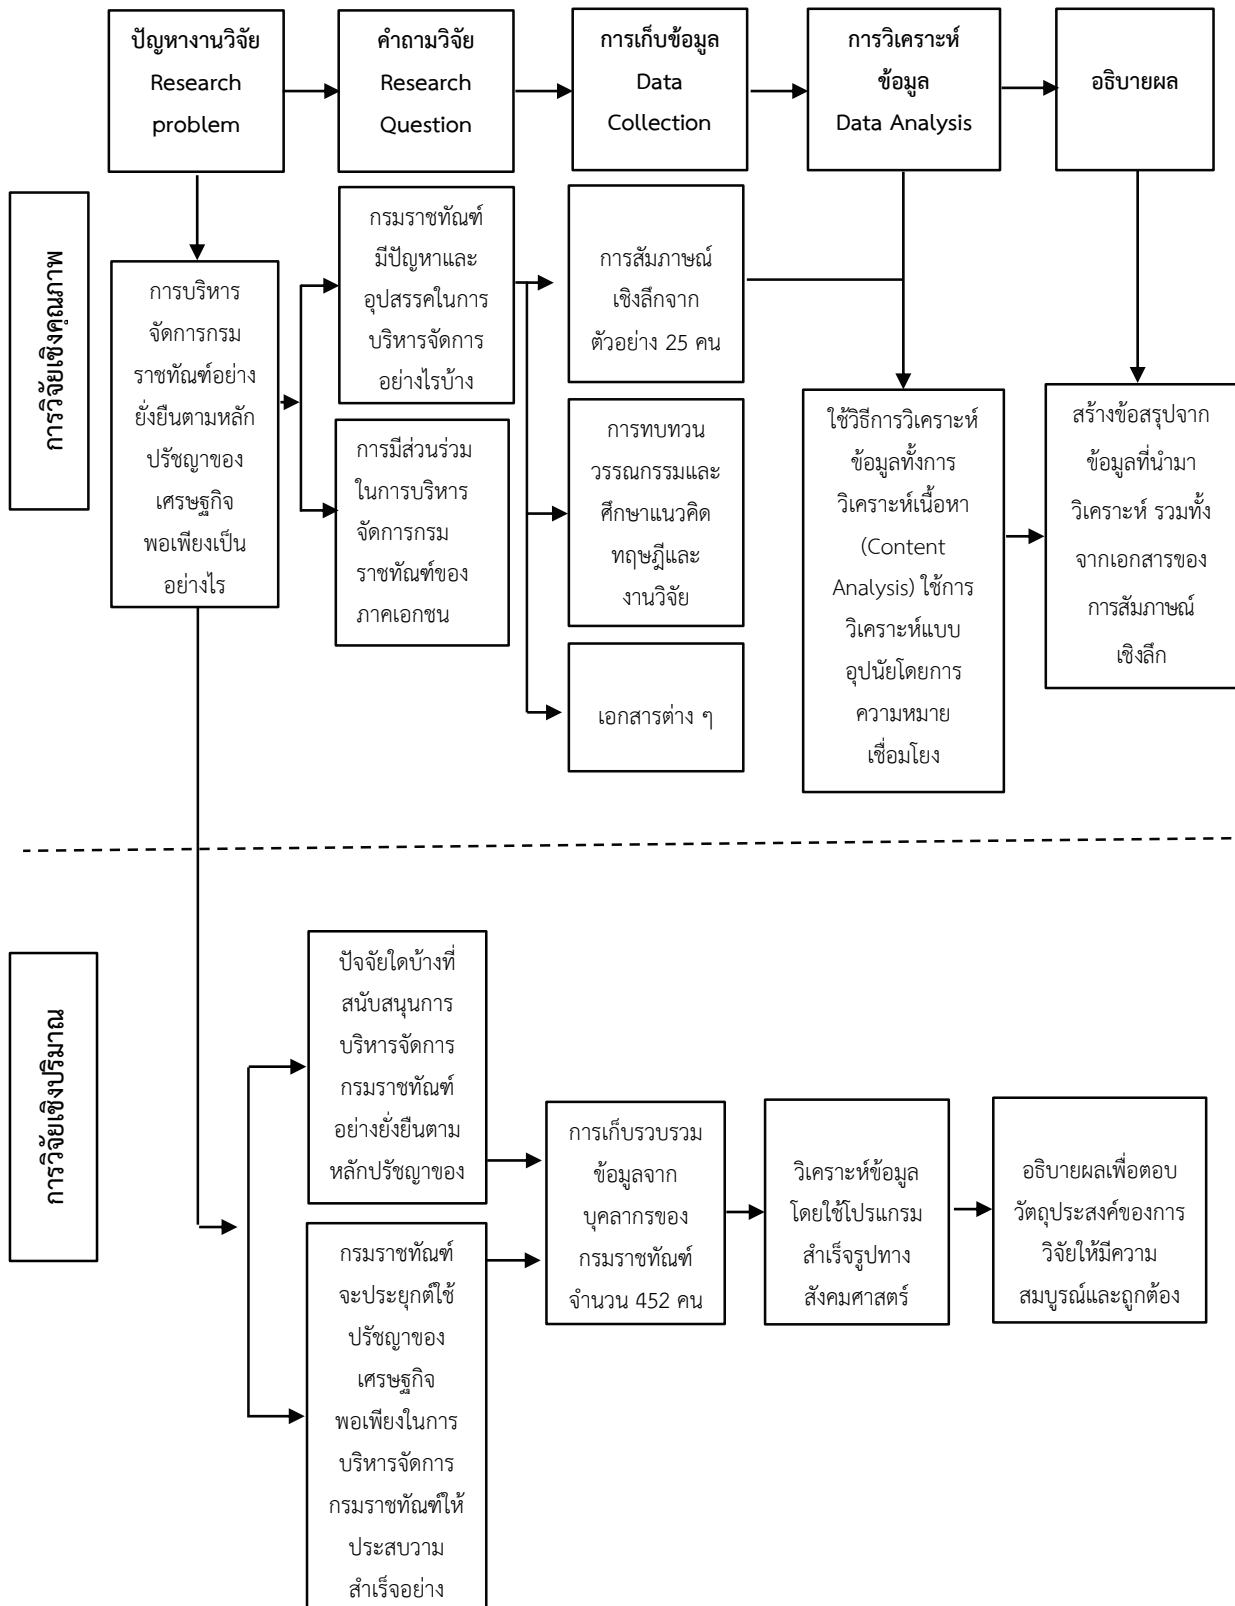 ปัญหางานวิจัย
Research
problem
คำถามวิจัย
Research
Question
การเก็บข้อมูล
Data
Collection
การวิเคราะห์
ข้อมูล
Data Analysis
อธิบายผล
การวิจัยเชิงคุณภาพ
การบริหาร
จัดการกรม
ราชทัณฑ์อย่าง
ยั่งยืนตามหลัก
ปรัชญาของ
เศรษฐกิจ
พอเพียงเป็น
อย่างไร
กรมราชทัณฑ์
มีปัญหาและ
อุปสรรคในการ
บริหารจัดการ
อย่างไรบ้าง
การมีส่วนร่วม
ในการบริหาร
จัดการกรม
ราชทัณฑ์ของ
ภาคเอกชน
การสัมภาษณ์
เชิงลึกจาก
ตัวอย่าง 25 คน
การทบทวน
วรรณกรรมและ
ศึกษาแนวคิด
ทฤษฎีและ
งานวิจัย
เอกสารต่าง ๆ
ใช้วิธีการวิเคราะห์
ข้อมูลทั้งการ
วิเคราะห์เนื้อหา
(Content
Analysis) ใช้การ
วิเคราะห์แบบ
อุปนัยโดยการ
ความหมาย
เชื่อมโยง
สร้างข้อสรุปจาก
ข้อมูลที่นำมา
วิเคราะห์ รวมทั้ง
จากเอกสารของ
การสัมภาษณ์
เชิงลึก
การวิจัยเชิงปริมาณ
ปัจจัยใดบ้างที่
สนับสนุนการ
บริหารจัดการ
กรมราชทัณฑ์
อย่างยั่งยืนตาม
หลักปรัชญาของ
กรมราชทัณฑ์
จะประยุกต์ใช้
ปรัชญาของ
เศรษฐกิจ
พอเพียงในการ
บริหารจัดการ
กรมราชทัณฑ์ให้
ประสบวาม
สำเร็จอย่าง
การเก็บรวบรวม
ข้อมูลจาก
บุคลากรของ
กรมราชทัณฑ์
จำนวน 452 คน
วิเคราะห์ข้อมูล
โดยใช้โปรแกรม
สำเร็จรูปทาง
สังคมศาสตร์
อธิบายผลเพื่อตอบ
วัตถุประสงค์ของการ
วิจัยให้มีความ
สมบูรณ์และถูกต้อง